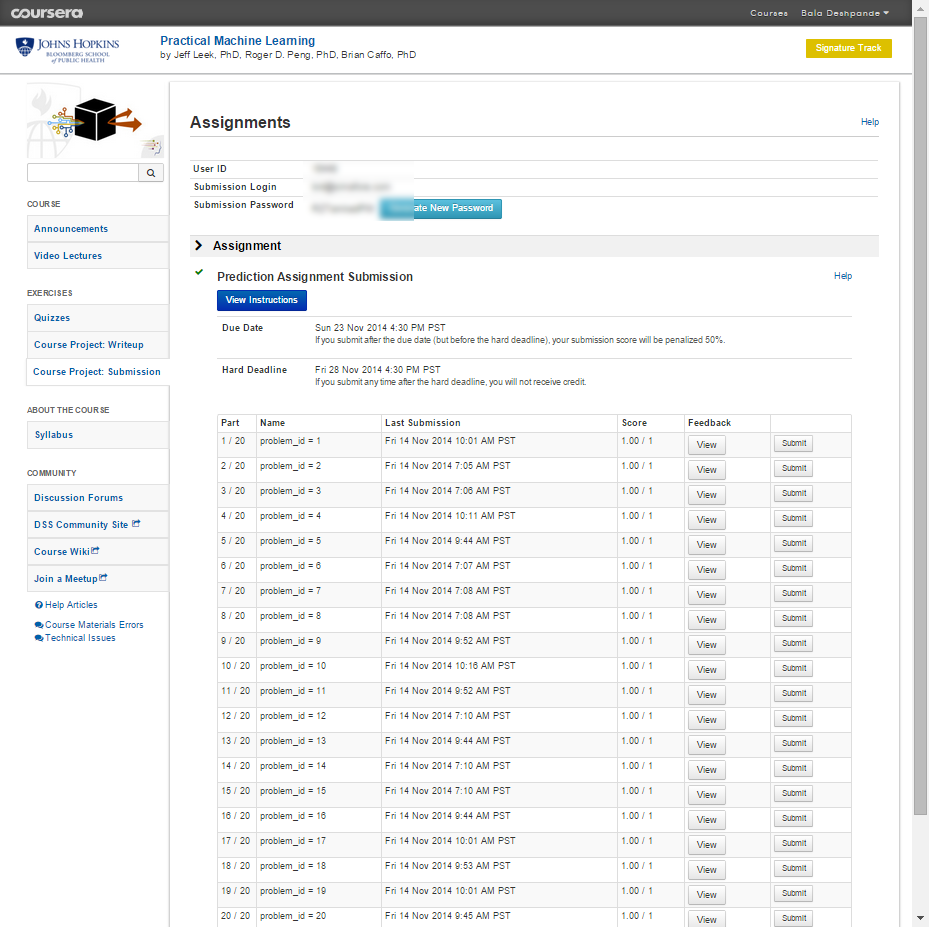 coursera
Courses Bala Deshpande
JOHNS HOPKINS
BLOOMBERG SCHOOL
of PUBLIC HEALTH
Practical Machine Learning
by Jeff Leek, PhD, Roger D. Peng, PhD, Brian Caffo, PhD
Signature Track
COURSE
Announcements
Video Lectures
EXERCISES
Quizzes
Course Project: Writeup
Course Project: Submission
ABOUT THE COURSE
Syllabus
COMMUNITY
Discussion Forums
DSS Community Site
Course Wiki
Join a Meetup
Help Articles
Course Materials Errors
Technical Issues
Assignments
Help
User ID
Submission Login
Submission Password
New Password
Assignment
Prediction Assignment Submission
Help
View Instructions
Due Date Sun 23 Nov 2014 4:30 PM PST
If you submit after the due date (but before the hard deadline), your submission score will be penalized 50%.
Hard Deadline Fri 28 Nov 2014 4:30 PM PST
If you submit any time after the hard deadline, you will not receive credit.
Part Name Last Submission Score Feedback
1 / 20 problem_id = 1 Fri 14 Nov 2014 10:01 AM PST 1.00 / 1 View Submit
2 / 20 problem_id = 2 Fri 14 Nov 2014 7:05 AM PST 1.00 / 1 View Submit
3 / 20 problem_id = 3 Fri 14 Nov 2014 7:06 AM PST 1.00 / 1 View Submit
4 / 20 problem_id = 4 Fri 14 Nov 2014 10:11 AM PST 1.00 / 1 View Submit
5 / 20 problem_id = 5 Fri 14 Nov 2014 9:44 AM PST 1.00 / 1 View Submit
6 / 20 problem_id = 6 Fri 14 Nov 2014 7:07 AM PST 1.00 / 1 View Submit
7 / 20 problem_id = 7 Fri 14 Nov 2014 7:08 AM PST 1.00 / 1 View Submit
8 / 20 problem_id = 8 Fri 14 Nov 2014 7:08 AM PST 1.00 / 1 View Submit
9 / 20 problem_id = 9 Fri 14 Nov 2014 9:52 AM PST 1.00 / 1 View Submit
10 / 20 problem_id = 10 Fri 14 Nov 2014 10:16 AM PST 1.00 / 1 View Submit
11 / 20 problem_id = 11 Fri 14 Nov 2014 9:52 AM PST 1.00 / 1 View Submit
12 / 20 problem_id = 12 Fri 14 Nov 2014 7:10 AM PST 1.00 / 1 View Submit
13 / 20 problem_id = 13 Fri 14 Nov 2014 9:44 AM PST 1.00 / 1 View Submit
14 / 20 problem_id = 14 Fri 14 Nov 2014 7:10 AM PST 1.00 / 1 View Submit
15 / 20 problem_id = 15 Fri 14 Nov 2014 7:10 AM PST 1.00 / 1 View Submit
16 / 20 problem_id = 16 Fri 14 Nov 2014 9:44 AM PST 1.00 / 1 View Submit
17 / 20 problem_id = 17 Fri 14 Nov 2014 10:01 AM PST 1.00 / 1 View Submit
18 / 20 problem_id = 18 Fri 14 Nov 2014 9:53 AM PST 1.00 / 1 View Submit
19 / 20 problem_id = 19 Fri 14 Nov 2014 10:01 AM PST 1.00 / 1 View Submit
20 / 20 problem_id = 20 Fri 14 Nov 2014 9:45 AM PST 1.00 / 1 View Submit